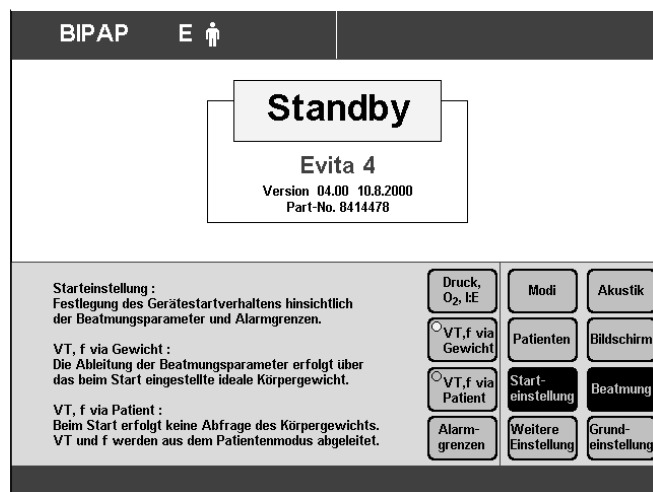 BIPAP E
Standby
Evita 4
Version 04.00 10.8.2000
Part-No. 8414478
Starteinstellung :
Festlegung des Gerätestartverhaltens hinsichtlich
der Beatmungsparameter und Alarmgrenzen.
VT, f via Gewicht :
Die Ableitung der Beatmungsparameter erfolgt über
das beim Start eingestellte ideale Körpergewicht.
VT, f via Patient :
Beim Start erfolgt keine Abfrage des Körpergewichts.
VT und f werden aus dem Patientenmodus abgeleitet.
Druck,
O₂, I:E
Modi
Akustik
VT,f via
Gewicht
Patienten
Bildschirm
VT,f via
Patient
Start-
einstellung
Beatmung
Alarm-
grenzen
Weitere
Einstellung
Grund-
einstellung